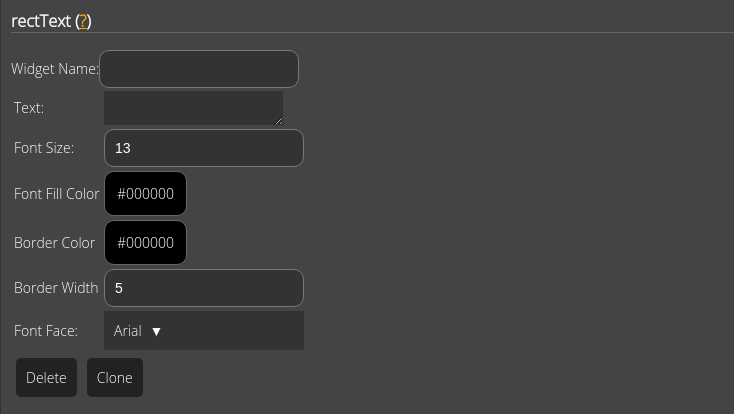 rectText (?)
Widget Name:
Text:
Font Size: 13
Font Fill Color #000000
Border Color #000000
Border Width 5
Font Face: Arial ▼
Delete Clone